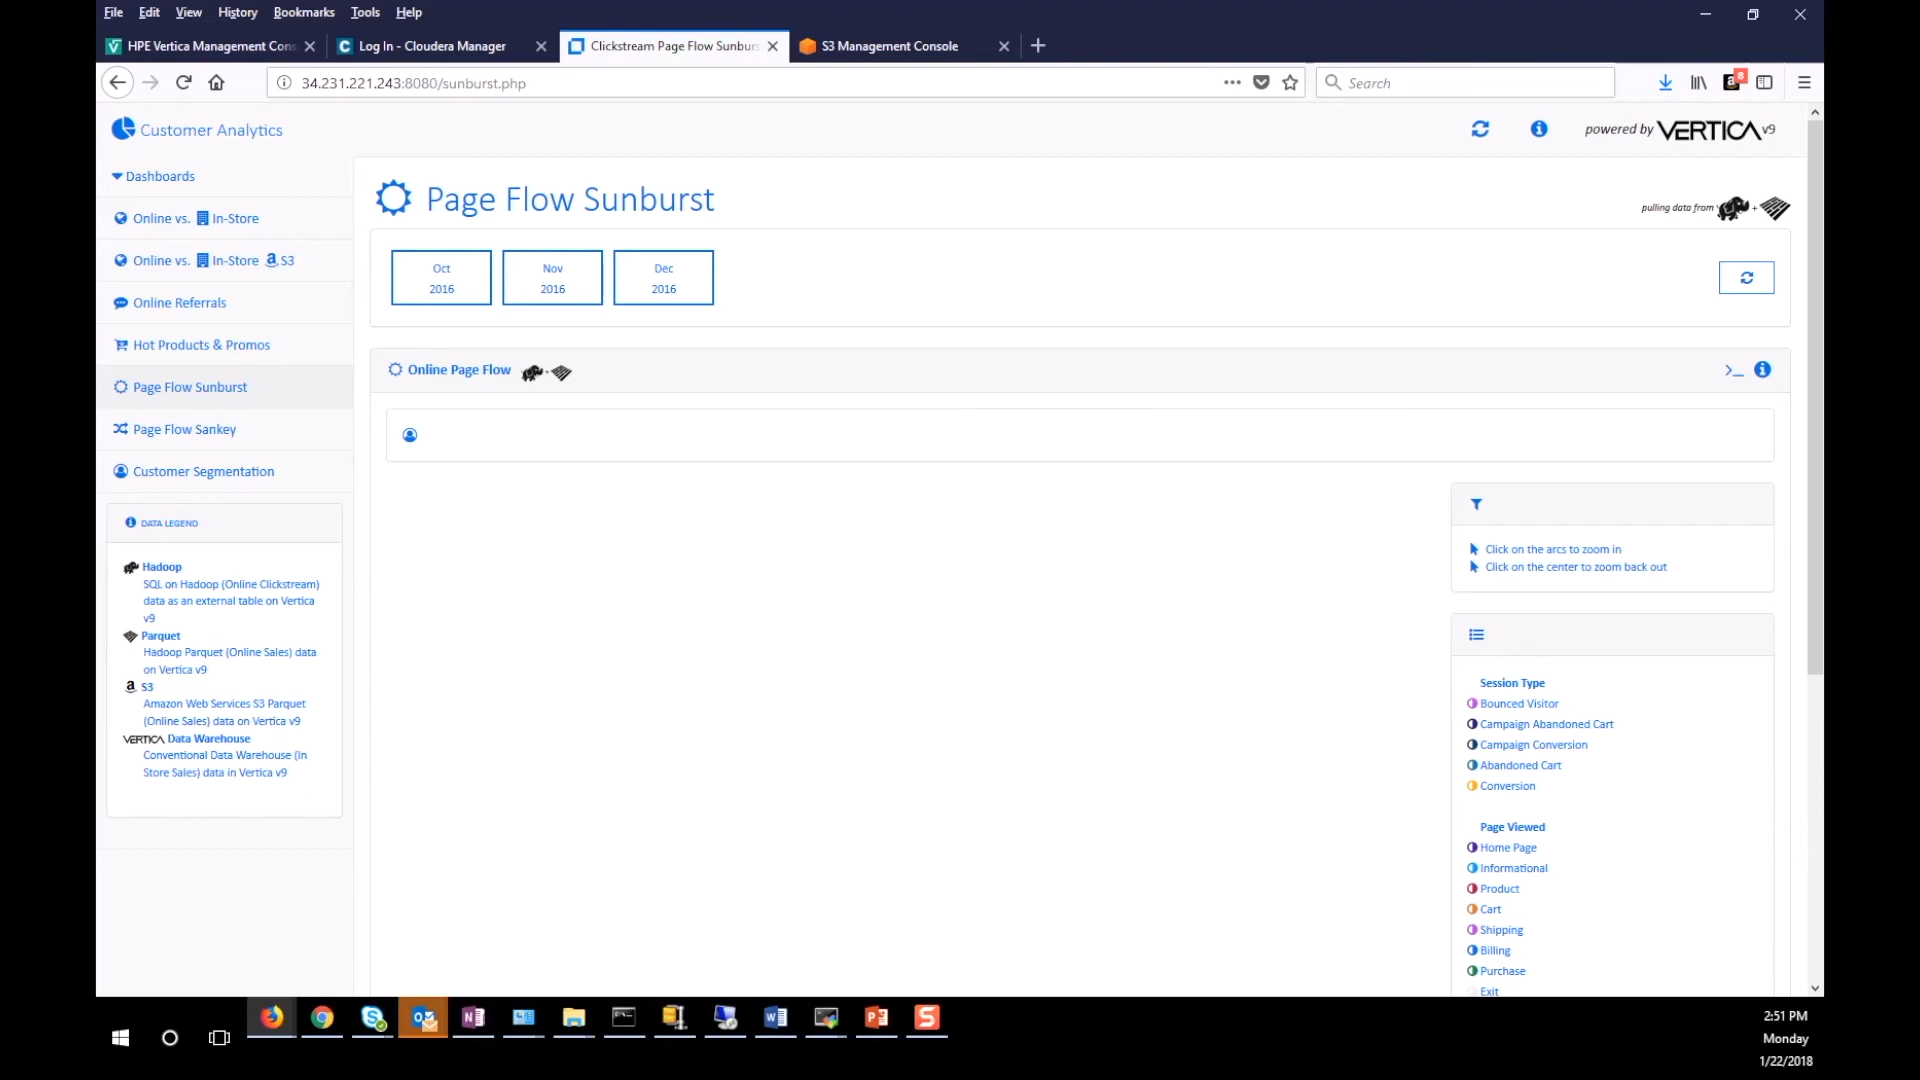 File Edit View History Bookmarks Tools Help
HPE Vertica Management Cons
Log In - Cloudera Manager
Clickstream Page Flow Sunburs
S3 Management Console
34.231.221.243:8080/sunburst.php
Search
8
Customer Analytics
powered by VERTICA v9
Dashboards
Online vs. In-Store
Online vs. In-Store S3
Online Referrals
Hot Products & Promos
Page Flow Sunburst
Page Flow Sankey
Customer Segmentation
DATA LEGEND
Hadoop
SQL on Hadoop (Online Clickstream)
data as an external table on Vertica
v9
Parquet
Hadoop Parquet (Online Sales) data
on Vertica v9
S3
Amazon Web Services S3 Parquet
(Online Sales) data on Vertica v9
VERTICA Data Warehouse
Conventional Data Warehouse (In
Store Sales) data in Vertica v9
Page Flow Sunburst
pulling data from +
Oct
2016
Nov
2016
Dec
2016
Online Page Flow
Click on the arcs to zoom in
Click on the center to zoom back out
Session Type
Bounced Visitor
Campaign Abandoned Cart
Campaign Conversion
Abandoned Cart
Conversion
Page Viewed
Home Page
Informational
Product
Cart
Shipping
Billing
Purchase
Exit
2:51 PM
Monday
1/22/2018